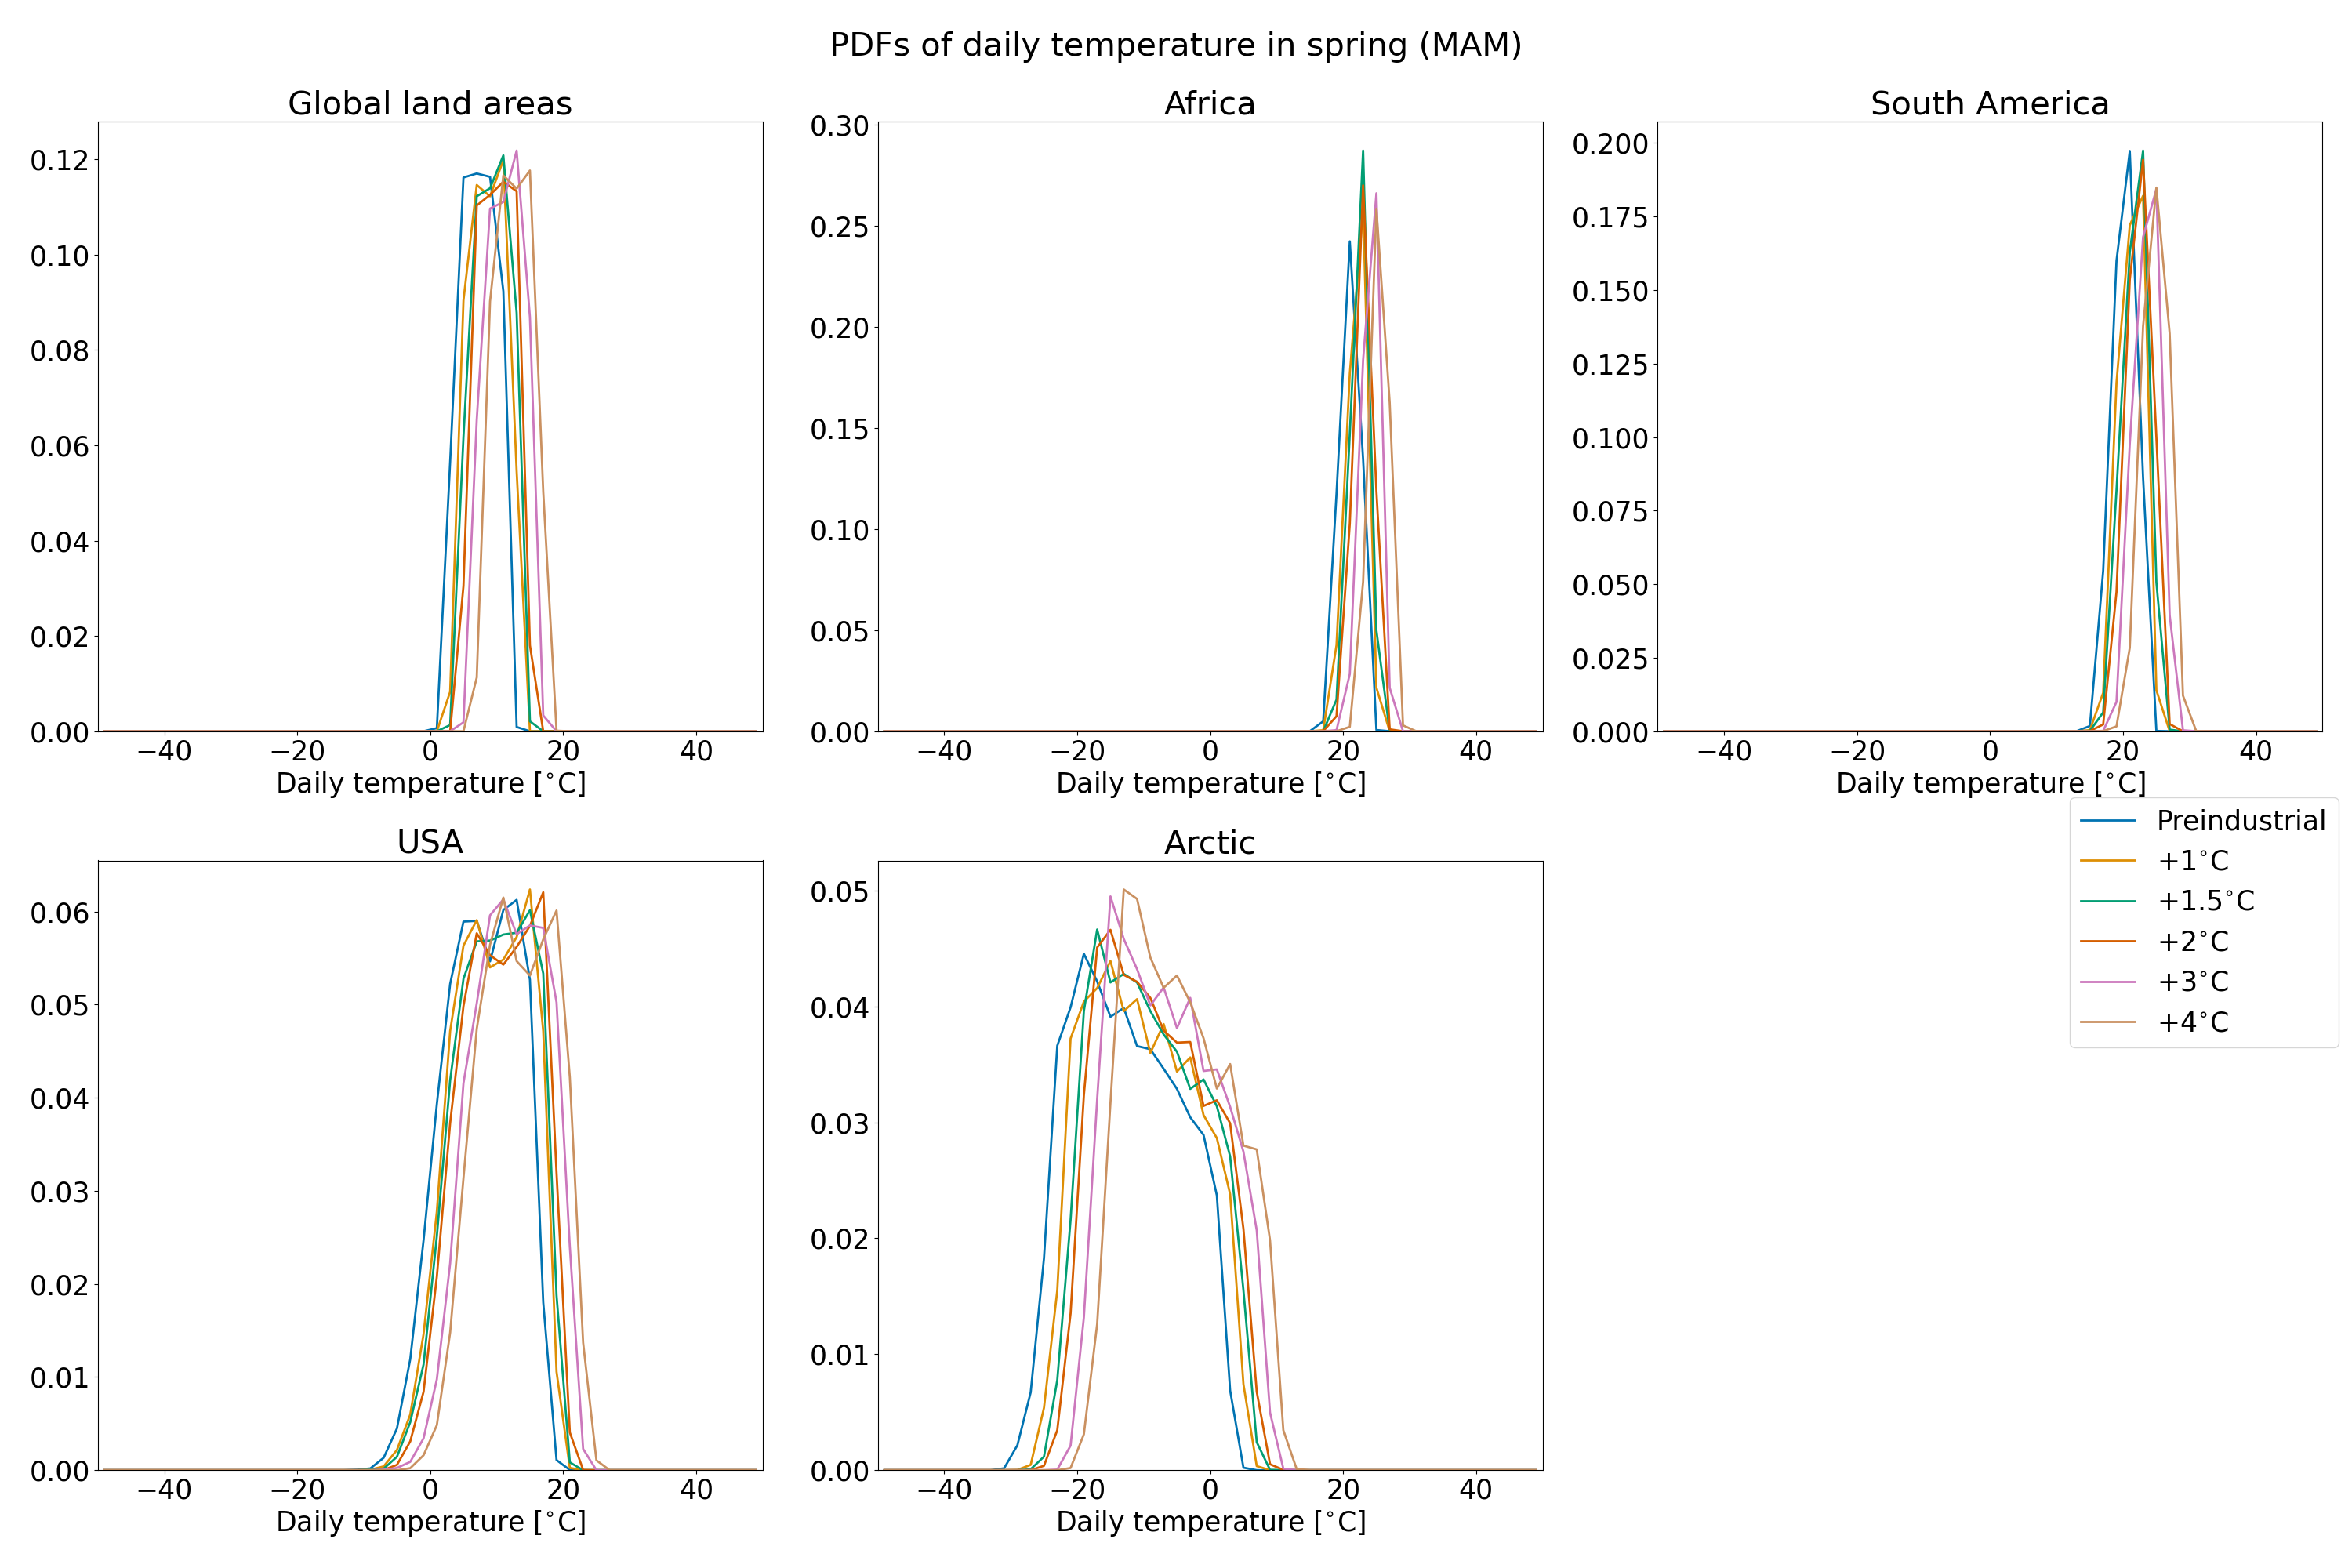 PDFs of daily temperature in spring (MAM)
Global land areas
0.12
0.10
0.08
0.06
0.04
0.02
0.00
−40 −20 0 20 40
Daily temperature [°C]
Africa
0.30
0.25
0.20
0.15
0.10
0.05
0.00
−40 −20 0 20 40
Daily temperature [°C]
South America
0.200
0.175
0.150
0.125
0.100
0.075
0.050
0.025
0.000
−40 −20 0 20 40
Daily temperature [°C]
USA
0.06
0.05
0.04
0.03
0.02
0.01
0.00
−40 −20 0 20 40
Daily temperature [°C]
Arctic
0.05
0.04
0.03
0.02
0.01
0.00
−40 −20 0 20 40
Daily temperature [°C]
Preindustrial
+1°C
+1.5°C
+2°C
+3°C
+4°C